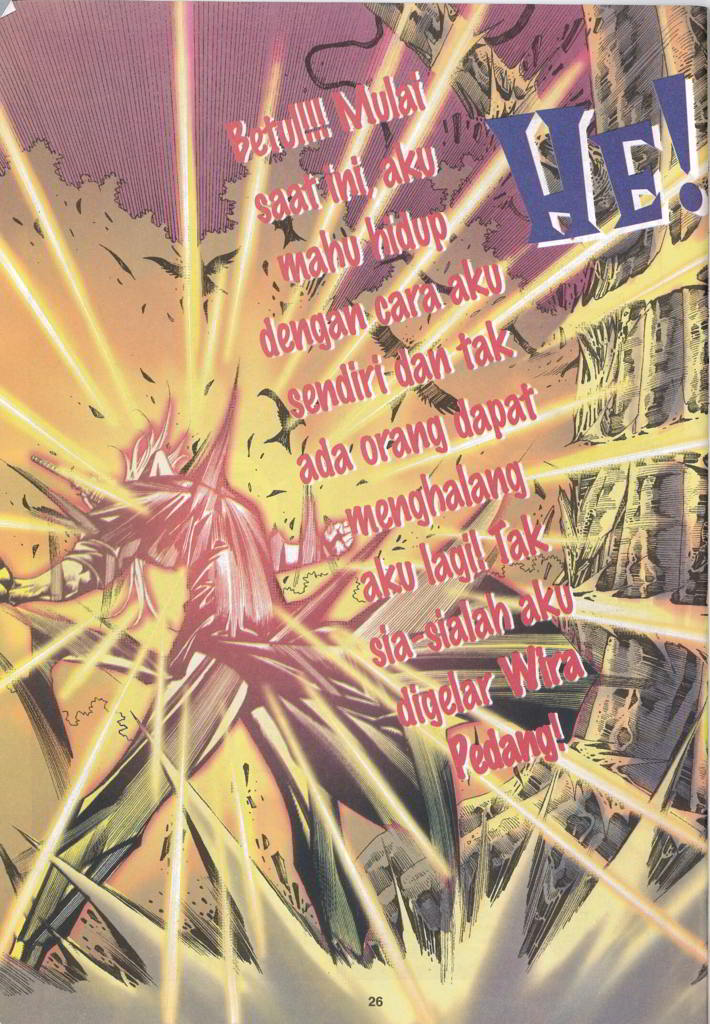 Betul!!! Mulai
saat ini, aku
mahu hidup
dengan cara aku
sendiri dan tak
ada orang dapat
menghalang
aku lagi! Tak
sia-sialah aku
digelar Wira
Pedang!
HE!
26